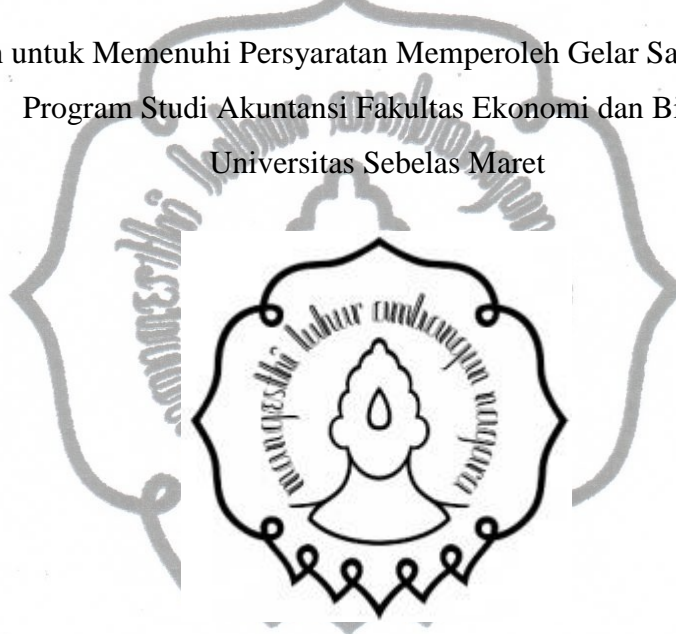 untuk Memenuhi Persyaratan Memperoleh Gelar
Program Studi Akuntansi Fakultas Ekonomi dan
Universitas Sebelas Maret
mangesthi luhur ambangun nagara